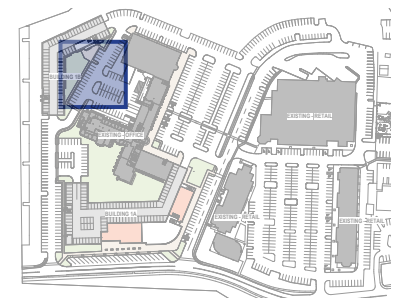 BUILDING 1B
EXISTING - RETAIL
EXISTING - OFFICE
BUILDING 1A
EXISTING - RETAIL
EXISTING - RETAIL